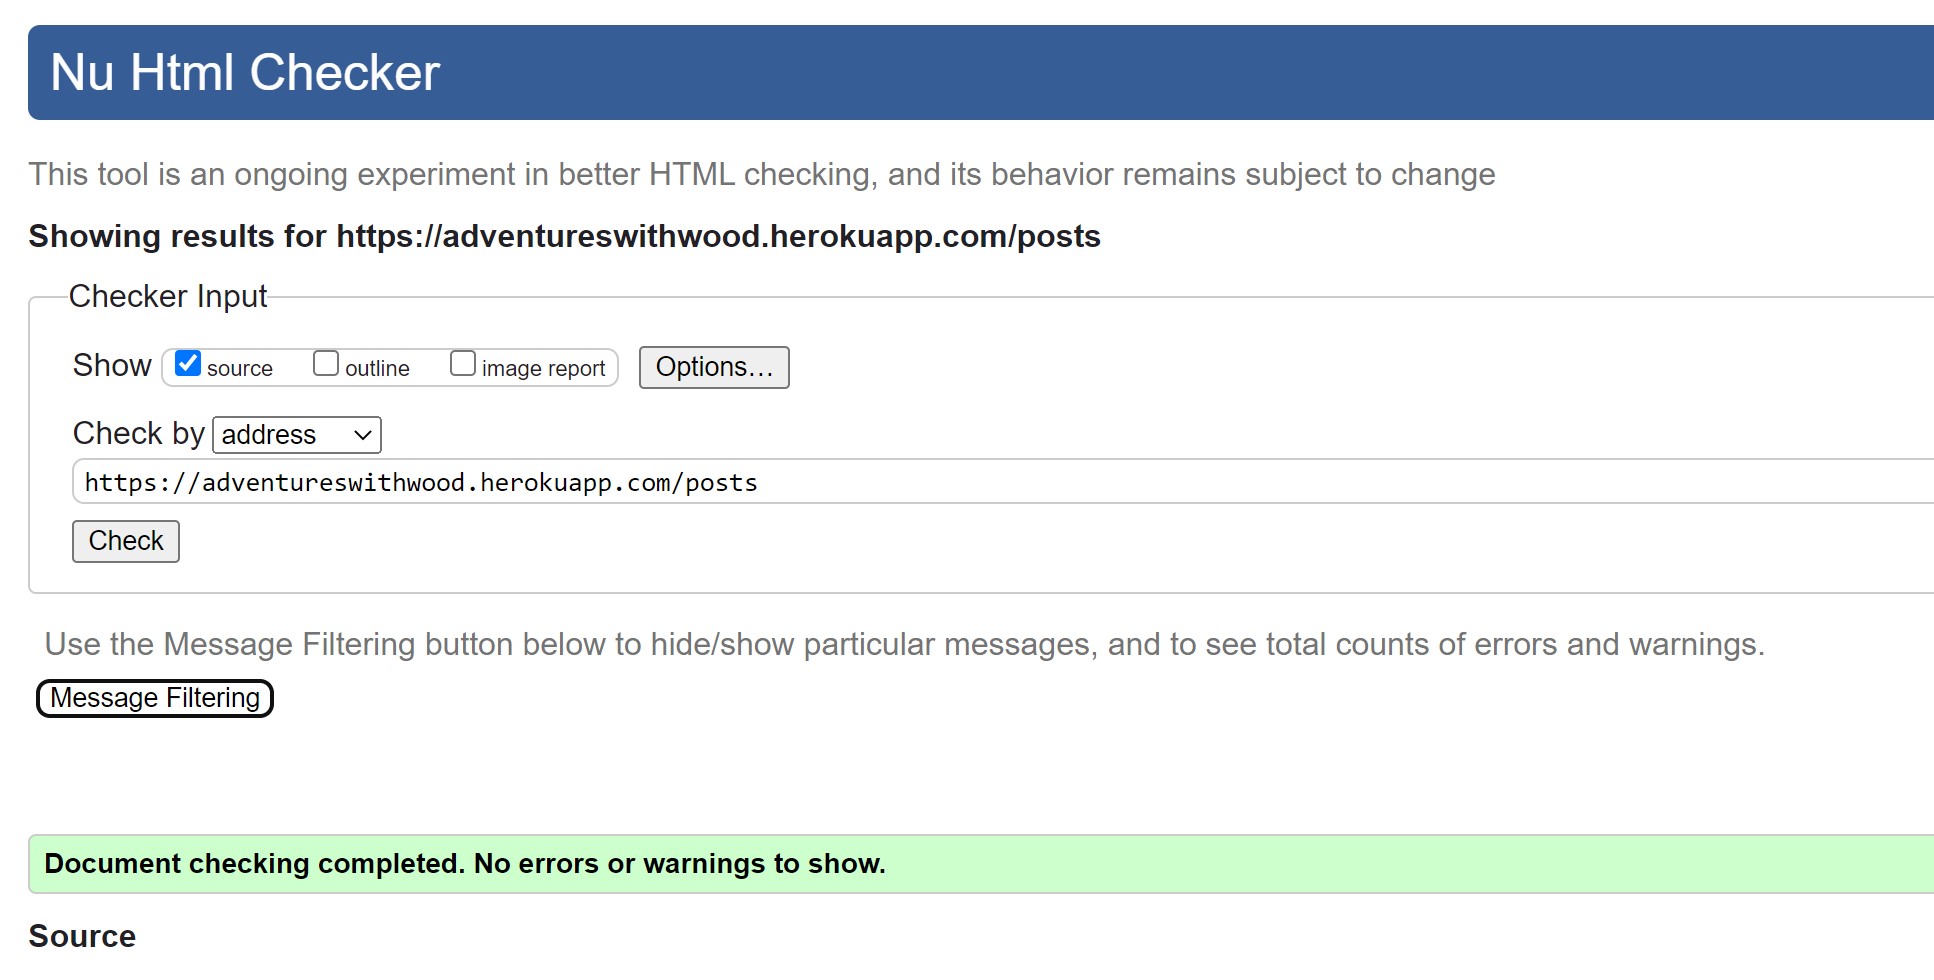 Nu Html Checker
This tool is an ongoing experiment in better HTML checking, and its behavior remains subject to change
Showing results for https://adventureswithwood.herokuapp.com/posts
Checker Input
Show source outline image report Options...
Check by address
https://adventureswithwood.herokuapp.com/posts
Check
Use the Message Filtering button below to hide/show particular messages, and to see total counts of errors and warnings.
Message Filtering
Document checking completed. No errors or warnings to show.
Source